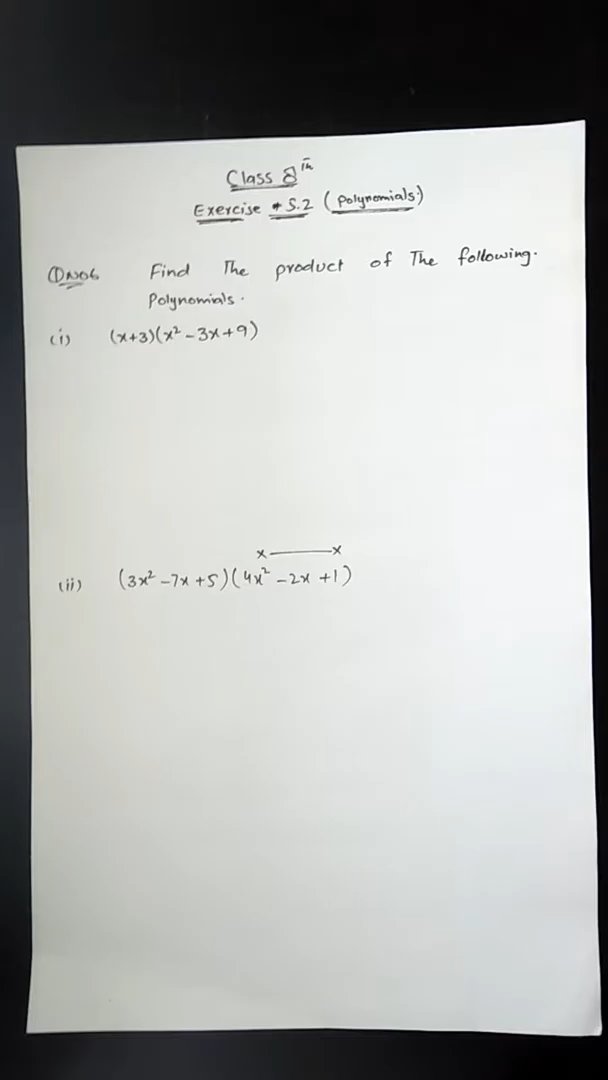 Class 8th
Exercise # 5.2 (Polynomials)
QNO6 Find The product of The following.
Polynomials.
(i) (x+3)(x² - 3x + 9)
x———x
(ii) (3x² - 7x + 5)(4x² - 2x + 1)